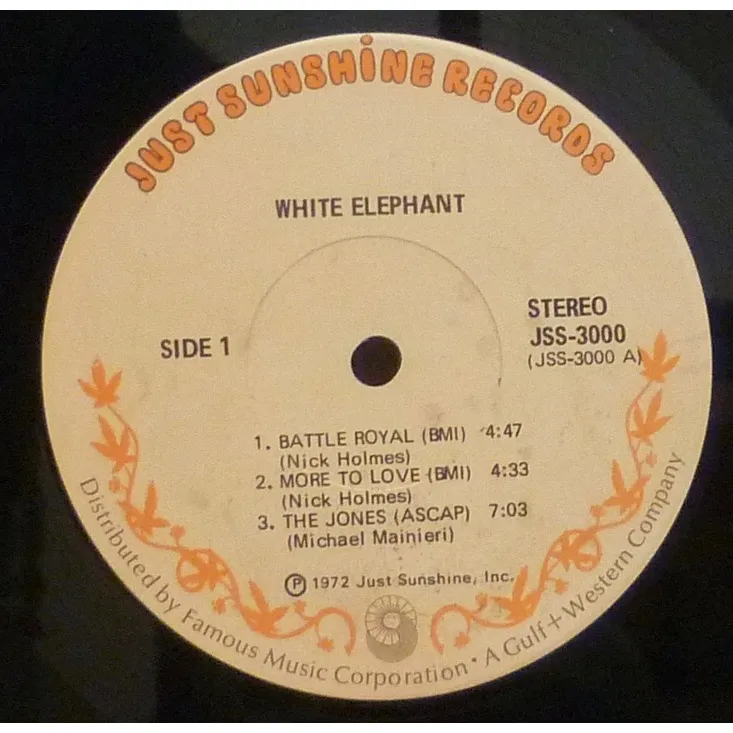 JUST SUNSHiNE RECORDS
WHITE ELEPHANT
SIDE 1
STEREO
JSS-3000
(JSS-3000 A)
1. BATTLE ROYAL (BMI) 4:47
(Nick Holmes)
2. MORE TO LOVE (BMI) 4:33
(Nick Holmes)
3. THE JONES (ASCAP) 7:03
(Michael Mainieri)
Ⓟ 1972 Just Sunshine, Inc.
Distributed by Famous Music Corporation • A Gulf + Western Company